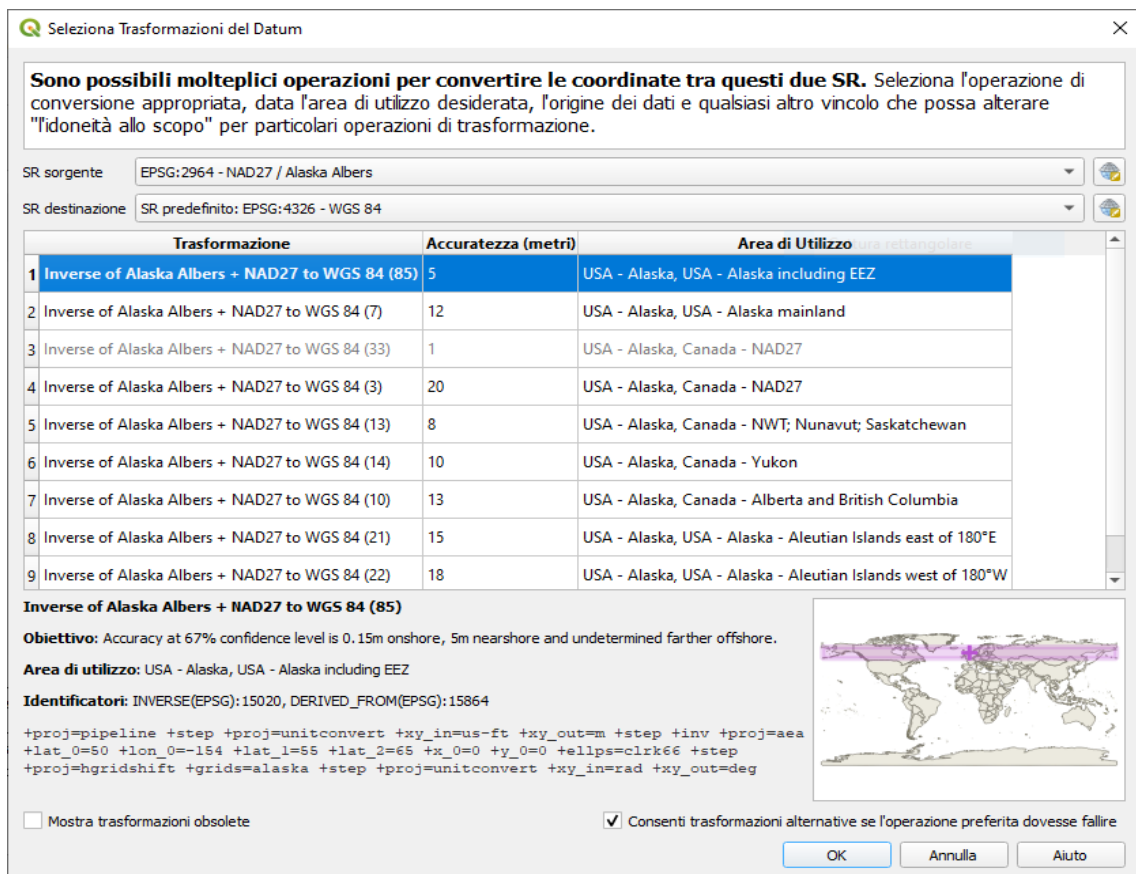 Seleziona Trasformazioni del Datum
Sono possibili molteplici operazioni per convertire le coordinate tra questi due SR. Seleziona l'operazione di
conversione appropriata, data l'area di utilizzo desiderata, l'origine dei dati e qualsiasi altro vincolo che possa alterare
"l'idoneità allo scopo" per particolari operazioni di trasformazione.
SR sorgente EPSG:2964 - NAD27 / Alaska Albers
SR destinazione SR predefinito: EPSG:4326 - WGS 84
Trasformazione Accuratezza (metri) Area di Utilizzo rettangolare
1 Inverse of Alaska Albers + NAD27 to WGS 84 (85) 5 USA - Alaska, USA - Alaska including EEZ
2 Inverse of Alaska Albers + NAD27 to WGS 84 (7) 12 USA - Alaska, USA - Alaska mainland
3 Inverse of Alaska Albers + NAD27 to WGS 84 (33) 1 USA - Alaska, Canada - NAD27
4 Inverse of Alaska Albers + NAD27 to WGS 84 (3) 20 USA - Alaska, Canada - NAD27
5 Inverse of Alaska Albers + NAD27 to WGS 84 (13) 8 USA - Alaska, Canada - NWT; Nunavut; Saskatchewan
6 Inverse of Alaska Albers + NAD27 to WGS 84 (14) 10 USA - Alaska, Canada - Yukon
7 Inverse of Alaska Albers + NAD27 to WGS 84 (10) 13 USA - Alaska, Canada - Alberta and British Columbia
8 Inverse of Alaska Albers + NAD27 to WGS 84 (21) 15 USA - Alaska, USA - Alaska - Aleutian Islands east of 180°E
9 Inverse of Alaska Albers + NAD27 to WGS 84 (22) 18 USA - Alaska, USA - Alaska - Aleutian Islands west of 180°W
Inverse of Alaska Albers + NAD27 to WGS 84 (85)
Obiettivo: Accuracy at 67% confidence level is 0.15m onshore, 5m nearshore and undetermined farther offshore.
Area di utilizzo: USA - Alaska, USA - Alaska including EEZ
Identificatori: INVERSE(EPSG):15020, DERIVED_FROM(EPSG):15864
+proj=pipeline +step +proj=unitconvert +xy_in=us-ft +xy_out=m +step +inv +proj=aea
+lat_0=50 +lon_0=-154 +lat_1=55 +lat_2=65 +x_0=0 +y_0=0 +ellps=clrk66 +step
+proj=hgridshift +grids=alaska +step +proj=unitconvert +xy_in=rad +xy_out=deg
Mostra trasformazioni obsolete Consenti trasformazioni alternative se l'operazione preferita dovesse fallire
OK Annulla Aiuto